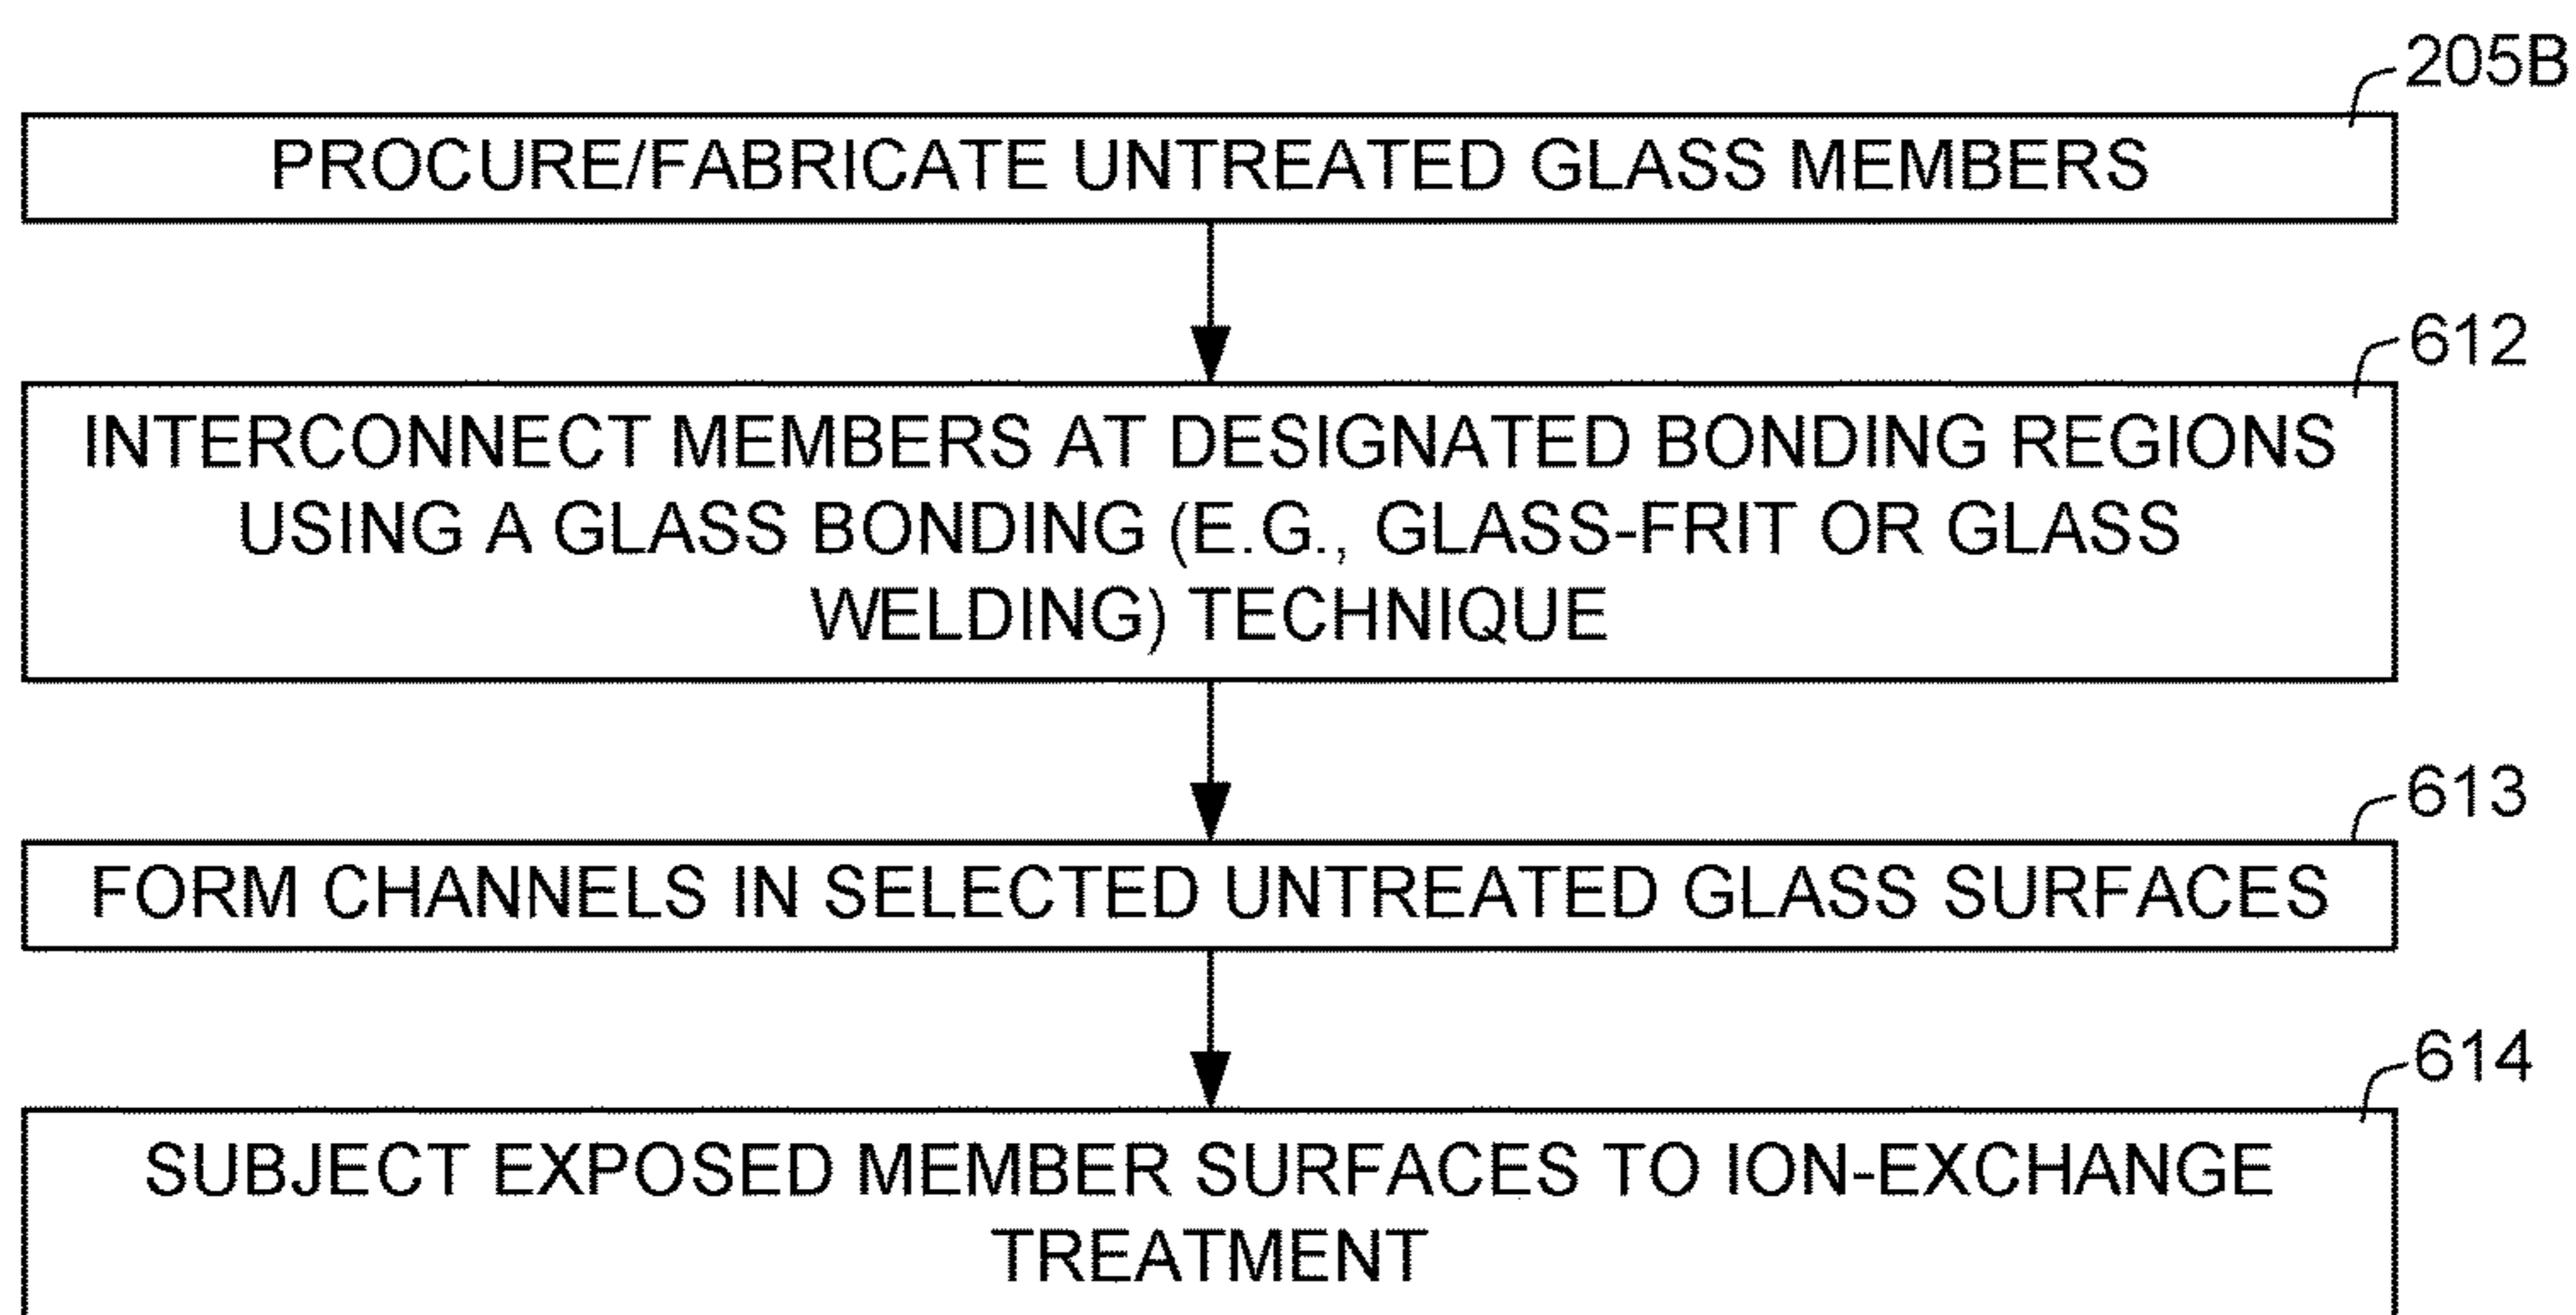 205B
PROCURE/FABRICATE UNTREATED GLASS MEMBERS
612
INTERCONNECT MEMBERS AT DESIGNATED BONDING REGIONS
USING A GLASS BONDING (E.G., GLASS-FRIT OR GLASS
WELDING) TECHNIQUE
613
FORM CHANNELS IN SELECTED UNTREATED GLASS SURFACES
614
SUBJECT EXPOSED MEMBER SURFACES TO ION-EXCHANGE
TREATMENT